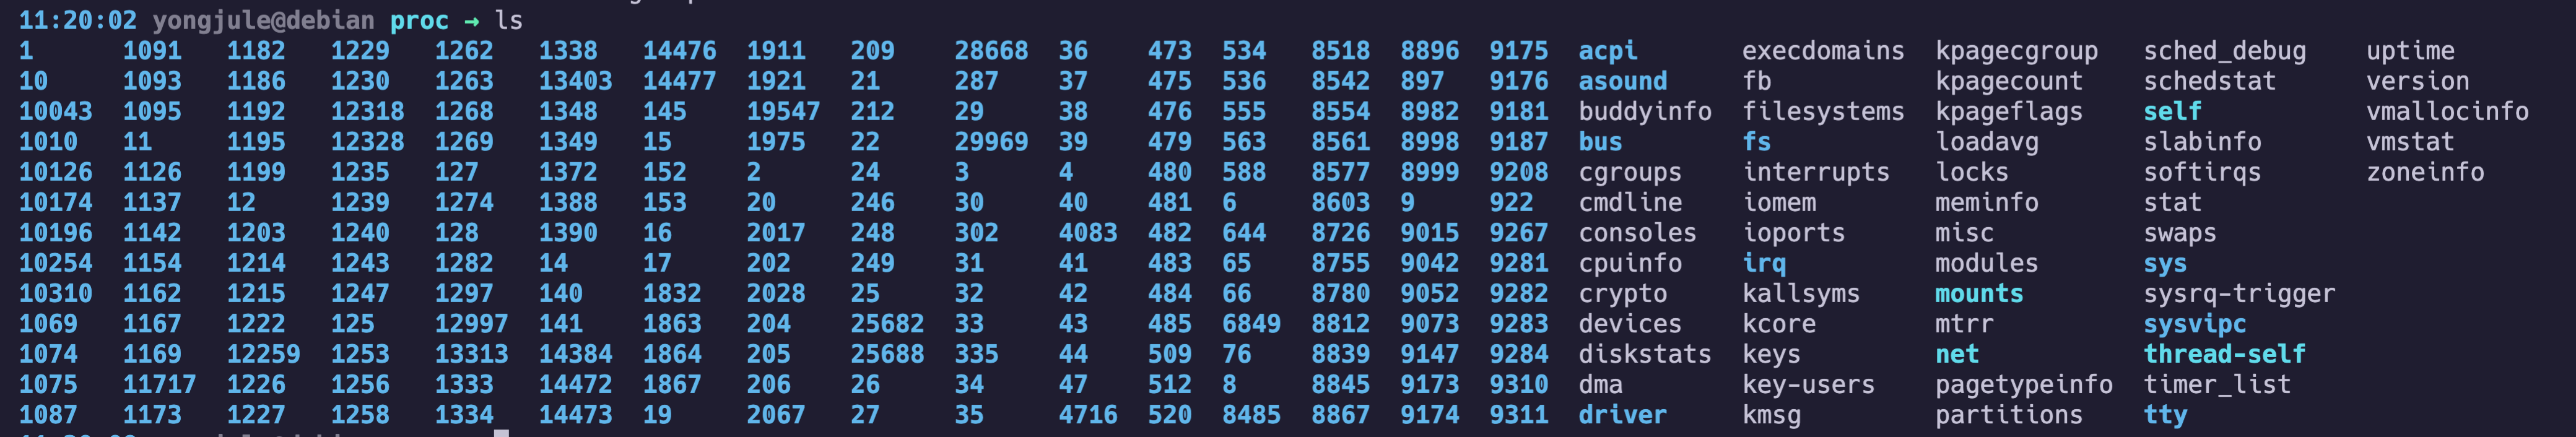 11:20:02 yongjule@debian proc → ls
1 1091 1182 1229 1262 1338 14476 1911 209 28668 36 473 534 8518 8896 9175 acpi execdomains kpagecgroup sched_debug uptime
10 1093 1186 1230 1263 13403 14477 1921 21 287 37 475 536 8542 897 9176 asound fb kpagecount schedstat version
10043 1095 1192 12318 1268 1348 145 19547 212 29 38 476 555 8554 8982 9181 buddyinfo filesystems kpageflags self vmallocinfo
1010 11 1195 12328 1269 1349 15 1975 22 29969 39 479 563 8561 8998 9187 bus fs loadavg slabinfo vmstat
10126 1126 1199 1235 127 1372 152 2 24 3 4 480 588 8577 8999 9208 cgroups interrupts locks softirqs zoneinfo
10174 1137 12 1239 1274 1388 153 20 246 30 40 481 6 8603 9 922 cmdline iomem meminfo stat
10196 1142 1203 1240 128 1390 16 2017 248 302 4083 482 644 8726 9015 9267 consoles ioports misc swaps
10254 1154 1214 1243 1282 14 17 202 249 31 41 483 65 8755 9042 9281 cpuinfo irq modules sys
10310 1162 1215 1247 1297 140 1832 2028 25 32 42 484 66 8780 9052 9282 crypto kallsyms mounts sysrq-trigger
1069 1167 1222 125 12997 141 1863 204 25682 33 43 485 6849 8812 9073 9283 devices kcore mtrr sysvipc
1074 1169 12259 1253 13313 14384 1864 205 25688 335 44 509 76 8839 9147 9284 diskstats keys net thread-self
1075 11717 1226 1256 1333 14472 1867 206 26 34 47 512 8 8845 9173 9310 dma key-users pagetypeinfo timer_list
1087 1173 1227 1258 1334 14473 19 2067 27 35 4716 520 8485 8867 9174 9311 driver kmsg partitions tty